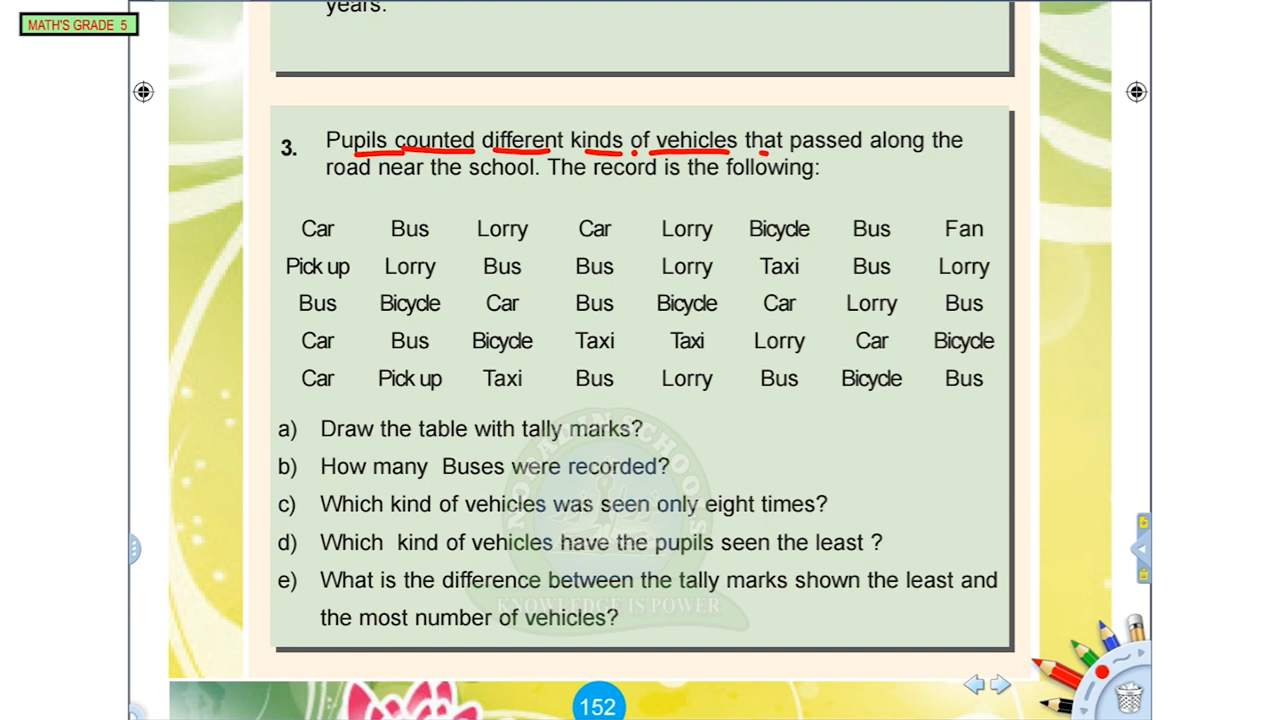 years.
MATH'S GRADE 5
3. Pupils counted different kinds of vehicles that passed along the
road near the school. The record is the following:
Car Bus Lorry Car Lorry Bicycle Bus Fan
Pick up Lorry Bus Bus Lorry Taxi Bus Lorry
Bus Bicycle Car Bus Bicycle Car Lorry Bus
Car Bus Bicycle Taxi Taxi Lorry Car Bicycle
Car Pick up Taxi Bus Lorry Bus Bicycle Bus
a) Draw the table with tally marks?
b) How many Buses were recorded?
c) Which kind of vehicles was seen only eight times?
d) Which kind of vehicles have the pupils seen the least ?
e) What is the difference between the tally marks shown the least and
the most number of vehicles?
KNOWLEDGE IS POWER
152